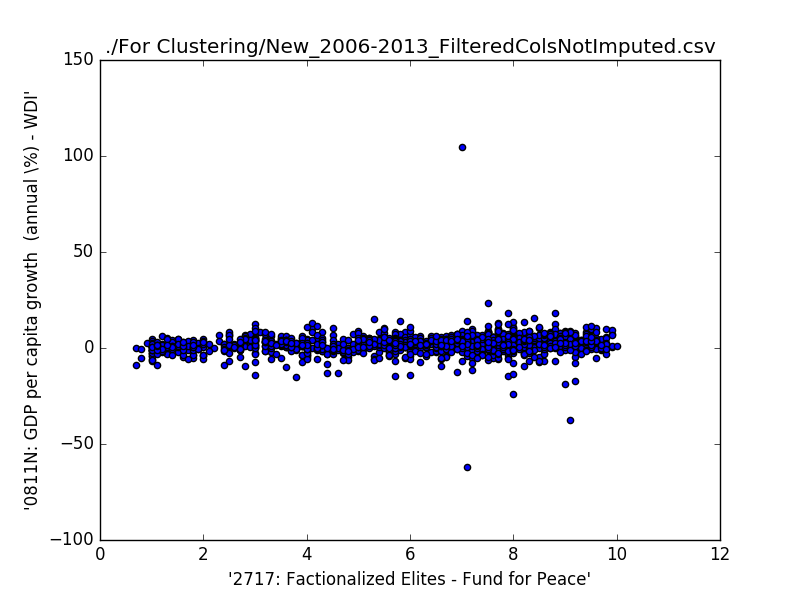 ./For Clustering/New_2006-2013_FilteredColsNotImputed.csv
150
100
50
0
−50
−100
'0811N: GDP per capita growth  (annual \%) - WDI'
0 2 4 6 8 10 12
'2717: Factionalized Elites - Fund for Peace'